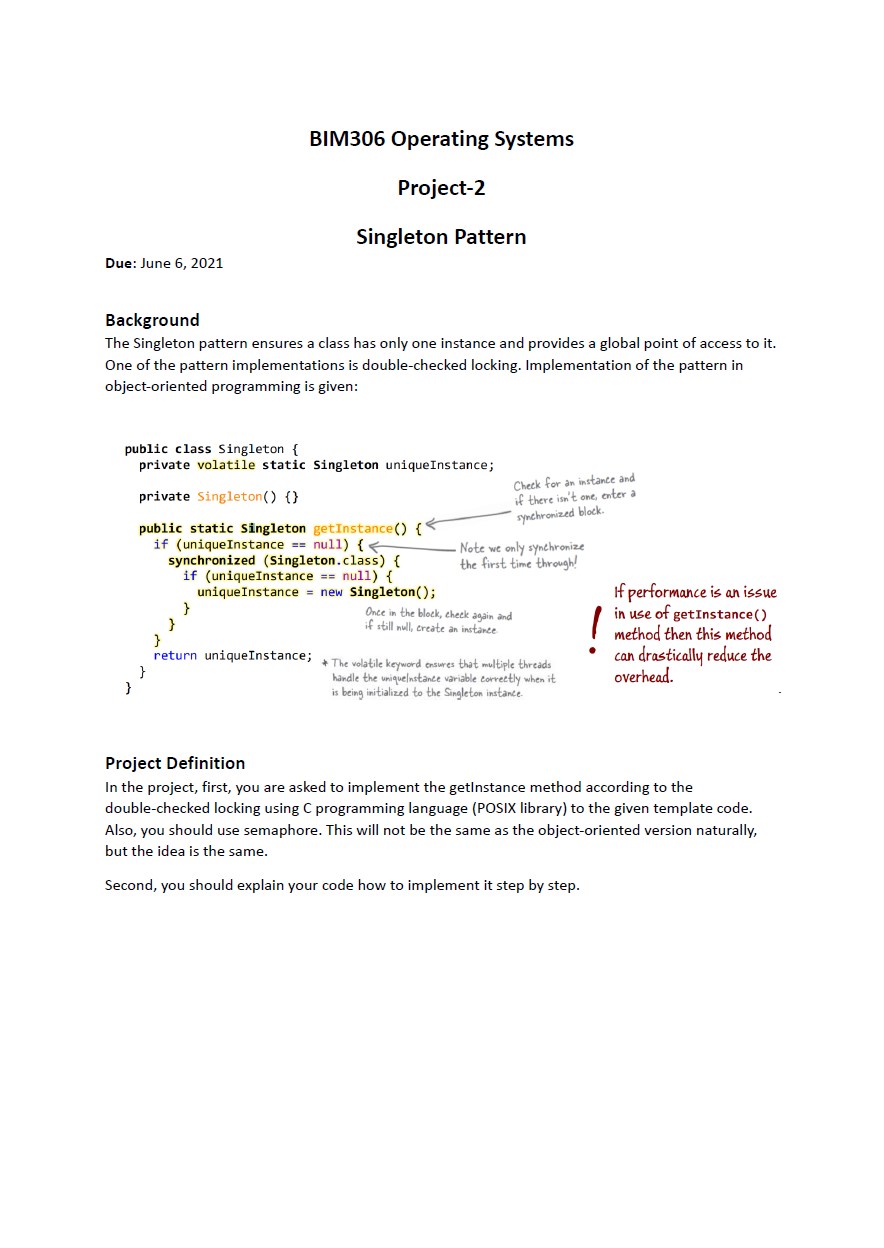 BIM306 Operating Systems
Project-2
Singleton Pattern
Due: June 6, 2021
Background
The Singleton pattern ensures a class has only one instance and provides a global point of access to it.
One of the pattern implementations is double-checked locking. Implementation of the pattern in
object-oriented programming is given:
public class Singleton {
private volatile static Singleton uniqueInstance;
private Singleton() {}
public static Singleton getInstance() {
if (uniqueInstance == null) {
synchronized (Singleton.class) {
if (uniqueInstance == null) {
uniqueInstance = new Singleton();
}
}
}
return uniqueInstance;
}
}
Check for an instance and
if there isn't one, enter a
synchronized block.
Note we only synchronize
the first time through!
Once in the block, check again and
if still null, create an instance.
* The volatile keyword ensures that multiple threads
handle the uniqueInstance variable correctly when it
is being initialized to the Singleton instance.
!
If performance is an issue
in use of getInstance()
method then this method
can drastically reduce the
overhead.
.
Project Definition
In the project, first, you are asked to implement the getInstance method according to the
double-checked locking using C programming language (POSIX library) to the given template code.
Also, you should use semaphore. This will not be the same as the object-oriented version naturally,
but the idea is the same.
Second, you should explain your code how to implement it step by step.